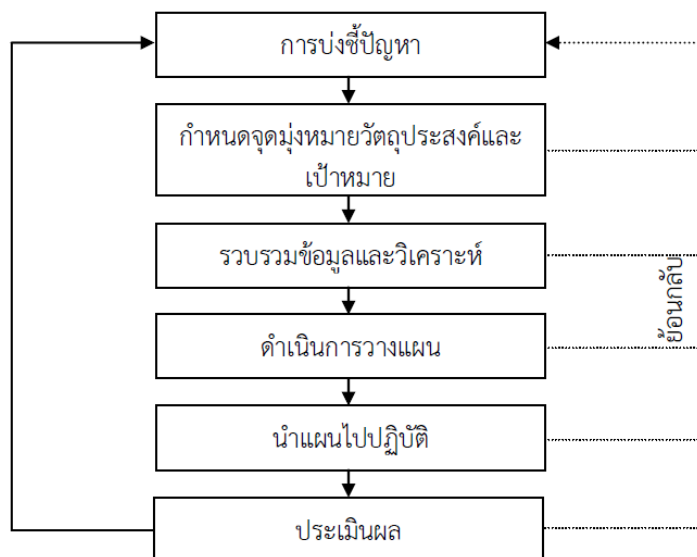 การบ่งชี้ปัญหา
กำหนดจุดมุ่งหมายวัตถุประสงค์และ
เป้าหมาย
รวบรวมข้อมูลและวิเคราะห์
ย้อนกลับ
ดำเนินการวางแผน
นำแผนไปปฏิบัติ
ประเมินผล